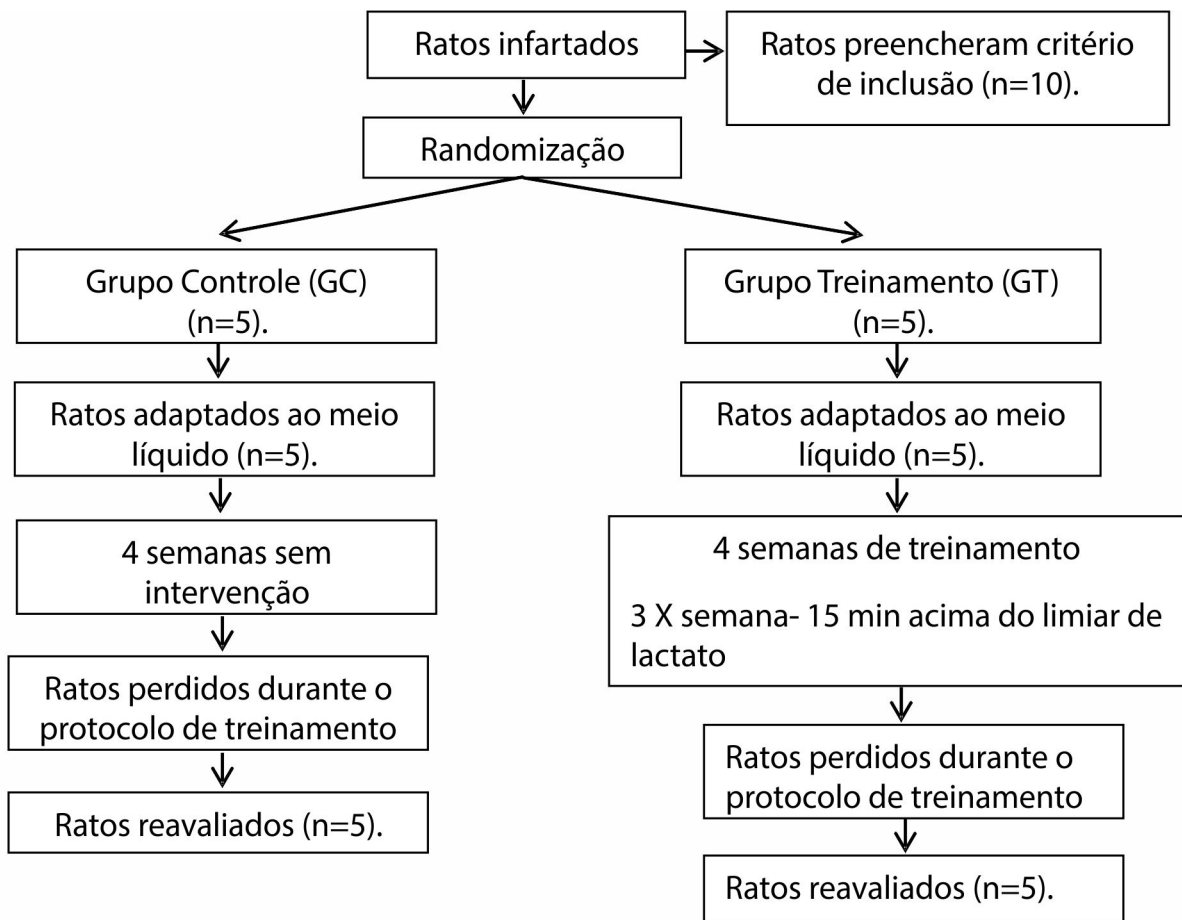 Ratos infartados
Ratos preencheram critério
de inclusão (n=10).
Randomização
Grupo Controle (GC)
(n=5).
Ratos adaptados ao meio
líquido (n=5).
4 semanas sem
intervenção
Ratos perdidos durante o
protocolo de treinamento
Ratos reavaliados (n=5).
Grupo Treinamento (GT)
(n=5).
Ratos adaptados ao meio
líquido (n=5).
4 semanas de treinamento
3 X semana- 15 min acima do limiar de
lactato
Ratos perdidos durante o
protocolo de treinamento
Ratos reavaliados (n=5).